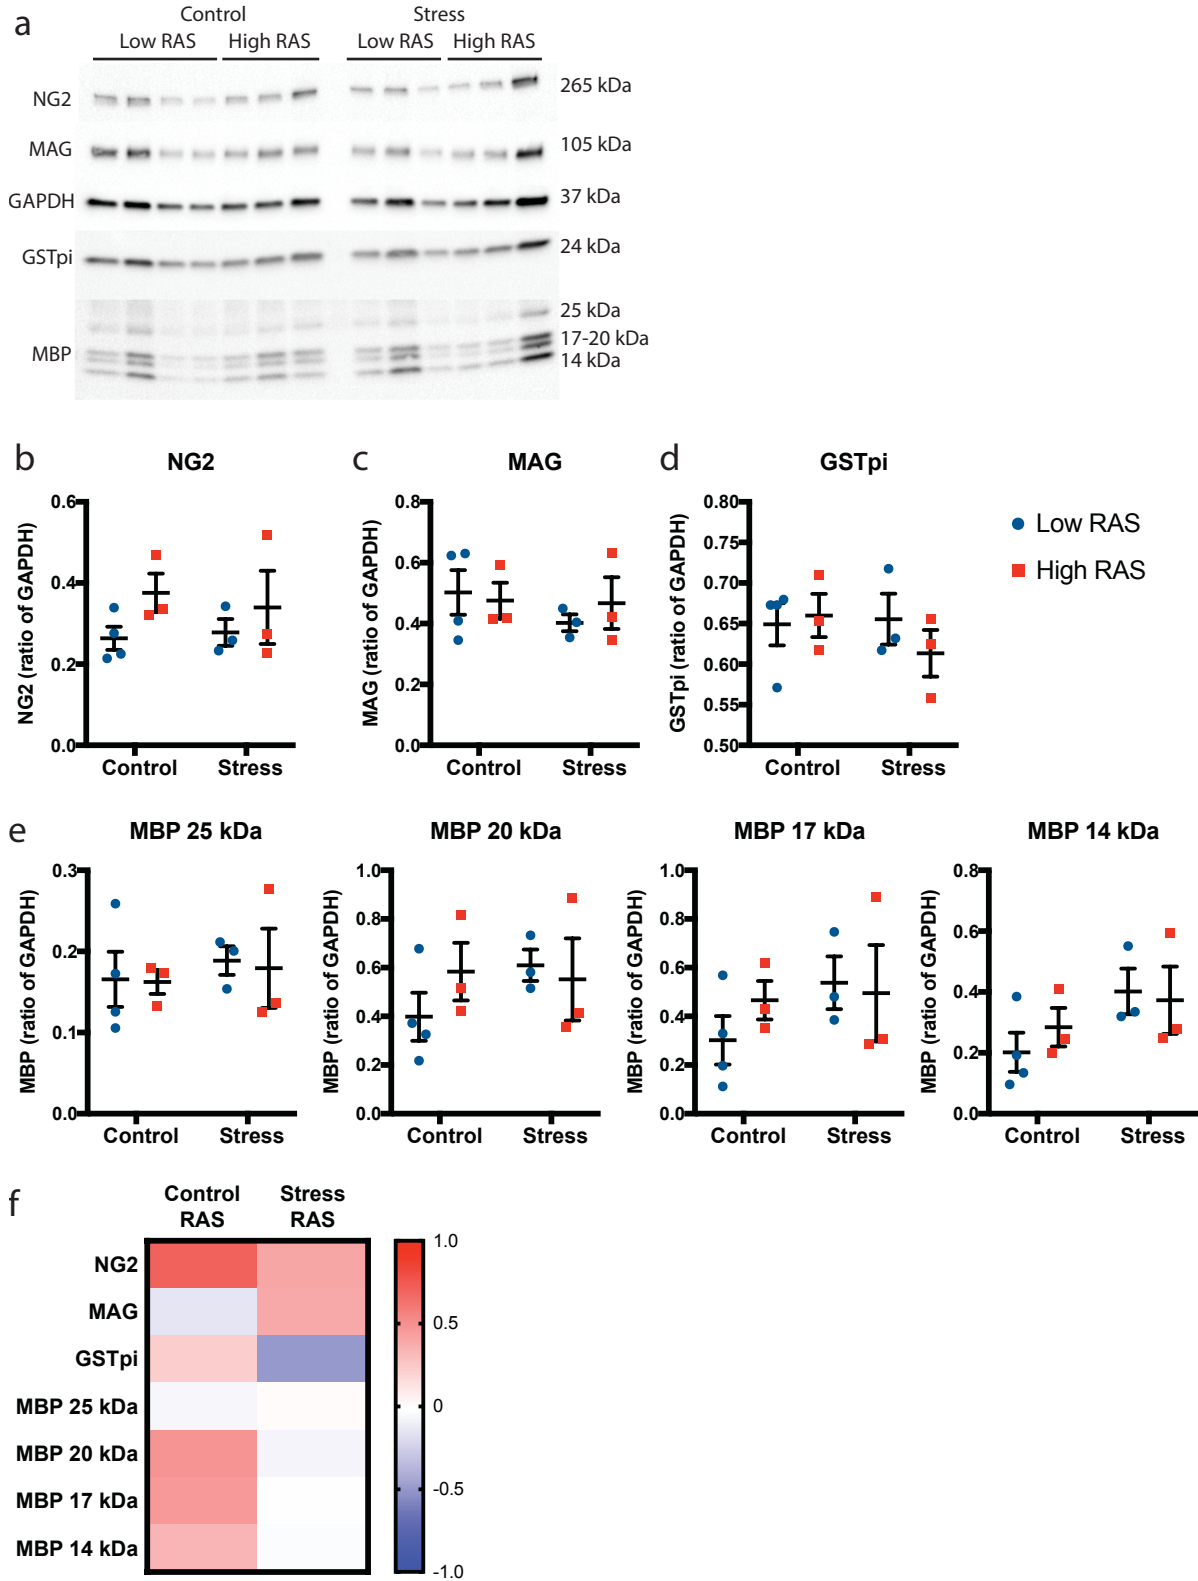 a
Control Stress
Low RAS High RAS Low RAS High RAS
NG2 265 kDa
MAG 105 kDa
GAPDH 37 kDa
GSTpi 24 kDa
25 kDa
17-20 kDa
MBP 14 kDa
b NG2 c MAG d GSTpi
NG2 (ratio of GAPDH)
0.6
0.4
0.2
0.0
Control Stress
MAG (ratio of GAPDH)
0.8
0.6
0.4
0.2
0.0
Control Stress
GSTpi (ratio of GAPDH)
0.80
0.75
0.70
0.65
0.60
0.55
0.50
Control Stress
Low RAS
High RAS
e MBP 25 kDa MBP 20 kDa MBP 17 kDa MBP 14 kDa
MBP (ratio of GAPDH)
0.3
0.2
0.1
0.0
Control Stress
MBP (ratio of GAPDH)
1.0
0.8
0.6
0.4
0.2
0.0
Control Stress
MBP (ratio of GAPDH)
1.0
0.8
0.6
0.4
0.2
0.0
Control Stress
MBP (ratio of GAPDH)
0.8
0.6
0.4
0.2
0.0
Control Stress
f
Control Stress
RAS RAS
NG2
MAG
GSTpi
MBP 25 kDa
MBP 20 kDa
MBP 17 kDa
MBP 14 kDa
1.0
0.5
0
-0.5
-1.0